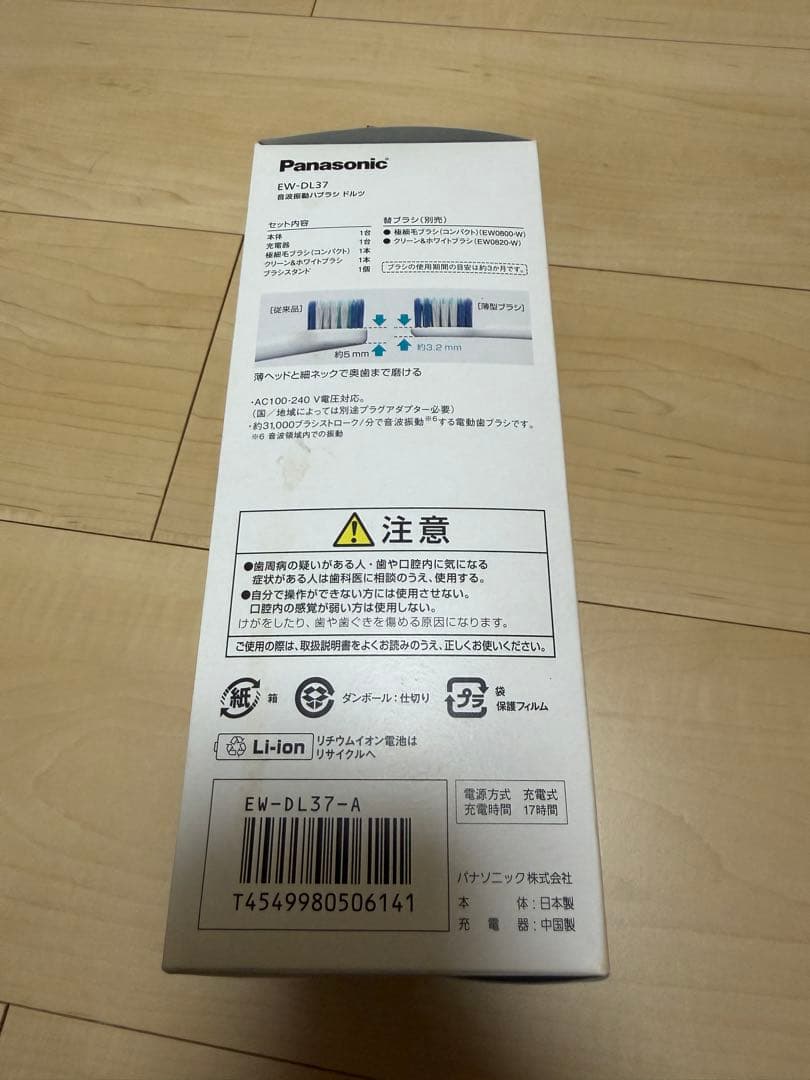 Panasonic
EW-DL37
音波振動ハブラシ ドルツ
セット内容
本体 1台
充電器 1台
極細毛ブラシ(コンパクト) 1本
クリーン&ホワイトブラシ 1本
ブラシスタンド 1個
替ブラシ(別売)
● 極細毛ブラシ(コンパクト)(EW0800-W)
● クリーン&ホワイトブラシ(EW0820-W)
ブラシの使用期間の目安は約3か月です。
[従来品]
約5mm
[薄型ブラシ]
約3.2mm
薄ヘッドと細ネックで奥歯まで磨ける
・AC100-240 V電圧対応。
(国/地域によっては別途プラグアダプター必要)
・約31,000ブラシストローク/分で音波振動※6する電動歯ブラシです。
※6 音波領域内での振動
注意
●歯周病の疑いがある人・歯や口腔内に気になる
症状がある人は歯科医に相談のうえ、使用する。
●自分で操作ができない方には使用させない。
口腔内の感覚が弱い方は使用しない。
けがをしたり、歯や歯ぐきを傷める原因になります。
ご使用の際は、取扱説明書をよくお読みのうえ、正しくお使いください。
紙 箱
ダンボール:仕切り
プラ 袋
保護フィルム
Li-ion
リチウムイオン電池は
リサイクルへ
EW-DL37-A
T4549980506141
電源方式 充電式
充電時間 17時間
パナソニック株式会社
本 体:日本製
充 電 器:中国製